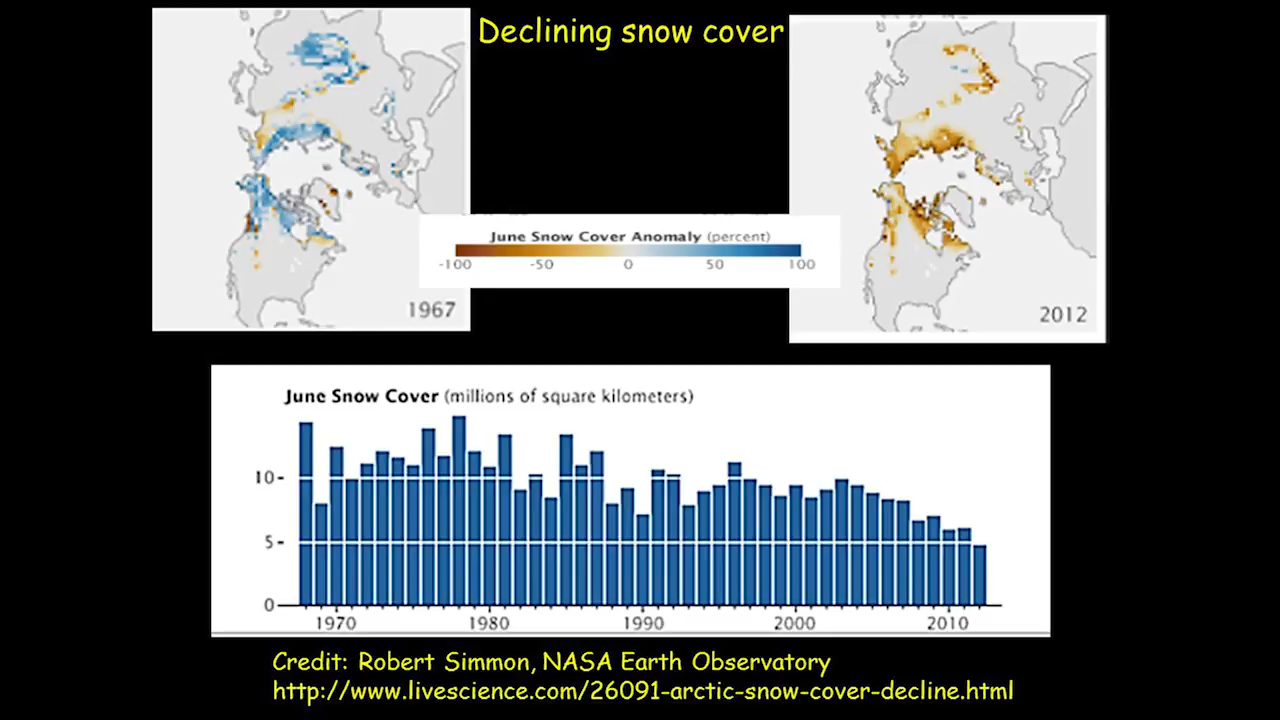 Declining snow cover
June Snow Cover Anomaly (percent)
-100 -50 0 50 100
1967
2012
June Snow Cover (millions of square kilometers)
10
5
0
1970 1980 1990 2000 2010
Credit: Robert Simmon, NASA Earth Observatory
http://www.livescience.com/26091-arctic-snow-cover-decline.html